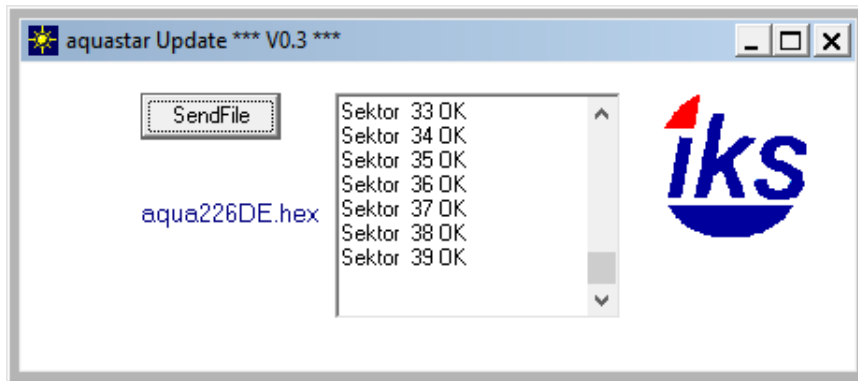 aquastar Update *** V0.3 ***
SendFile
aqua226DE.hex
Sektor 33 OK
Sektor 34 OK
Sektor 35 OK
Sektor 36 OK
Sektor 37 OK
Sektor 38 OK
Sektor 39 OK
iks